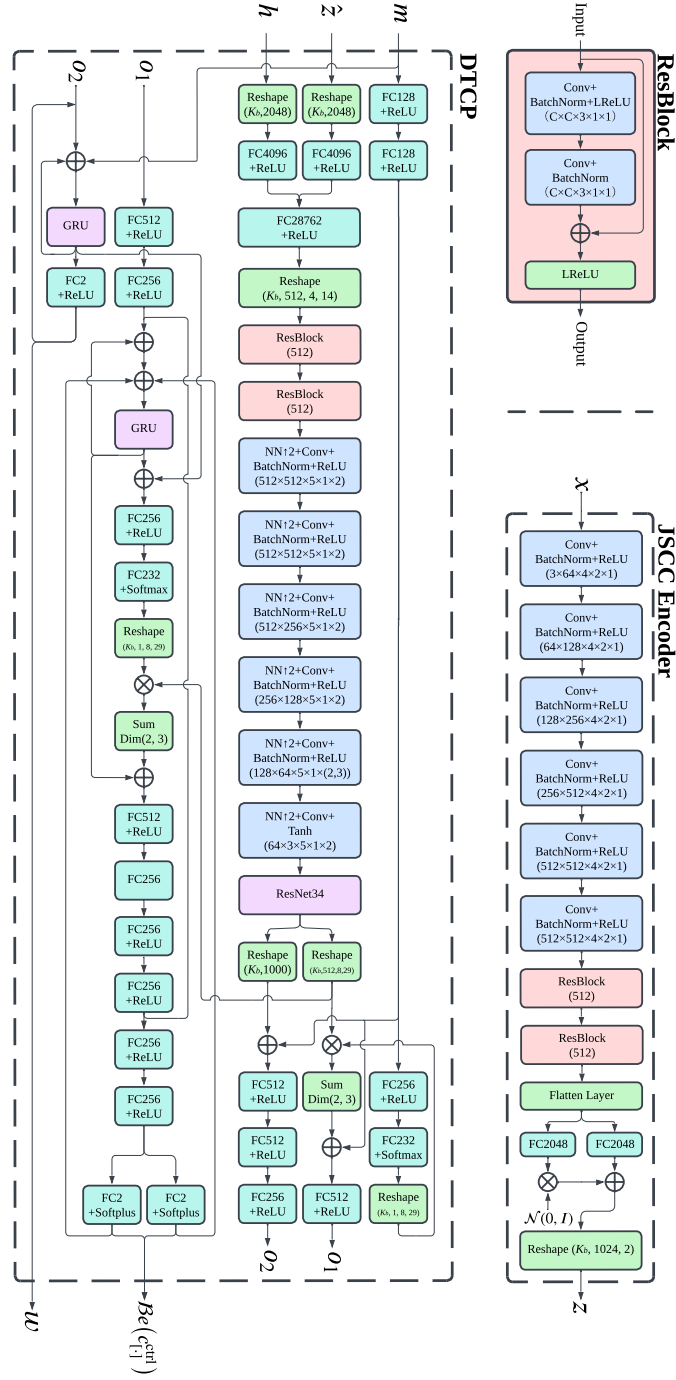 ResBlock
Input
Conv+
BatchNorm+LReLU
(C×C×3×1×1)
Conv+
BatchNorm
(C×C×3×1×1)
LReLU
Output
JSCC Encoder
x
Conv+
BatchNorm+ReLU
(3×64×4×2×1)
Conv+
BatchNorm+ReLU
(64×128×4×2×1)
Conv+
BatchNorm+ReLU
(128×256×4×2×1)
Conv+
BatchNorm+ReLU
(256×512×4×2×1)
Conv+
BatchNorm+ReLU
(512×512×4×2×1)
Conv+
BatchNorm+ReLU
(512×512×4×2×1)
ResBlock
(512)
ResBlock
(512)
Flatten Layer
FC2048
FC2048
𝒩(0, I)
Reshape (K_b, 1024, 2)
z
DTCP
m
FC128
+ReLU
FC128
+ReLU
FC256
+ReLU
FC232
+Softmax
Reshape
(K_b, 1, 8, 29)
ẑ
Reshape
(K_b,2048)
FC4096
+ReLU
h
Reshape
(K_b,2048)
FC4096
+ReLU
FC28762
+ReLU
Reshape
(K_b, 512, 4, 14)
ResBlock
(512)
ResBlock
(512)
NN↑2+Conv+
BatchNorm+ReLU
(512×512×5×1×2)
NN↑2+Conv+
BatchNorm+ReLU
(512×512×5×1×2)
NN↑2+Conv+
BatchNorm+ReLU
(512×256×5×1×2)
NN↑2+Conv+
BatchNorm+ReLU
(256×128×5×1×2)
NN↑2+Conv+
BatchNorm+ReLU
(128×64×5×1×(2,3))
NN↑2+Conv+
Tanh
(64×3×5×1×2)
ResNet34
Reshape
(K_b,512,8,29)
Sum
Dim(2, 3)
FC512
+ReLU
o₁
Reshape
(K_b,1000)
FC512
+ReLU
FC512
+ReLU
FC256
+ReLU
o₂
o₁
FC512
+ReLU
FC256
+ReLU
GRU
FC256
+ReLU
FC232
+Softmax
Reshape
(K_b, 1, 8, 29)
Sum
Dim(2, 3)
FC512
+ReLU
FC256
FC256
+ReLU
FC256
+ReLU
FC256
+ReLU
FC256
+ReLU
FC2
+Softplus
FC2
+Softplus
Be(c^ctrl_[·])
o₂
GRU
FC2
+ReLU
w